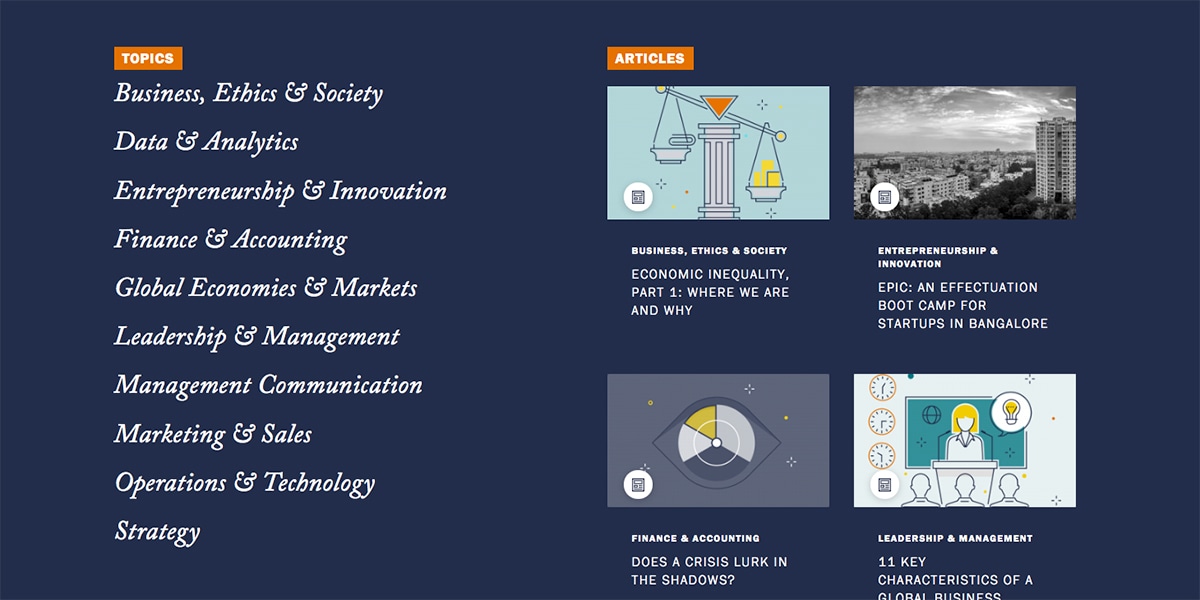 TOPICS
Business, Ethics & Society
Data & Analytics
Entrepreneurship & Innovation
Finance & Accounting
Global Economies & Markets
Leadership & Management
Management Communication
Marketing & Sales
Operations & Technology
Strategy
ARTICLES
BUSINESS, ETHICS & SOCIETY
ECONOMIC INEQUALITY,
PART 1: WHERE WE ARE
AND WHY
ENTREPRENEURSHIP &
INNOVATION
EPIC: AN EFFECTUATION
BOOT CAMP FOR
STARTUPS IN BANGALORE
FINANCE & ACCOUNTING
DOES A CRISIS LURK IN
THE SHADOWS?
LEADERSHIP & MANAGEMENT
11 KEY
CHARACTERISTICS OF A
GLOBAL BUSINESS